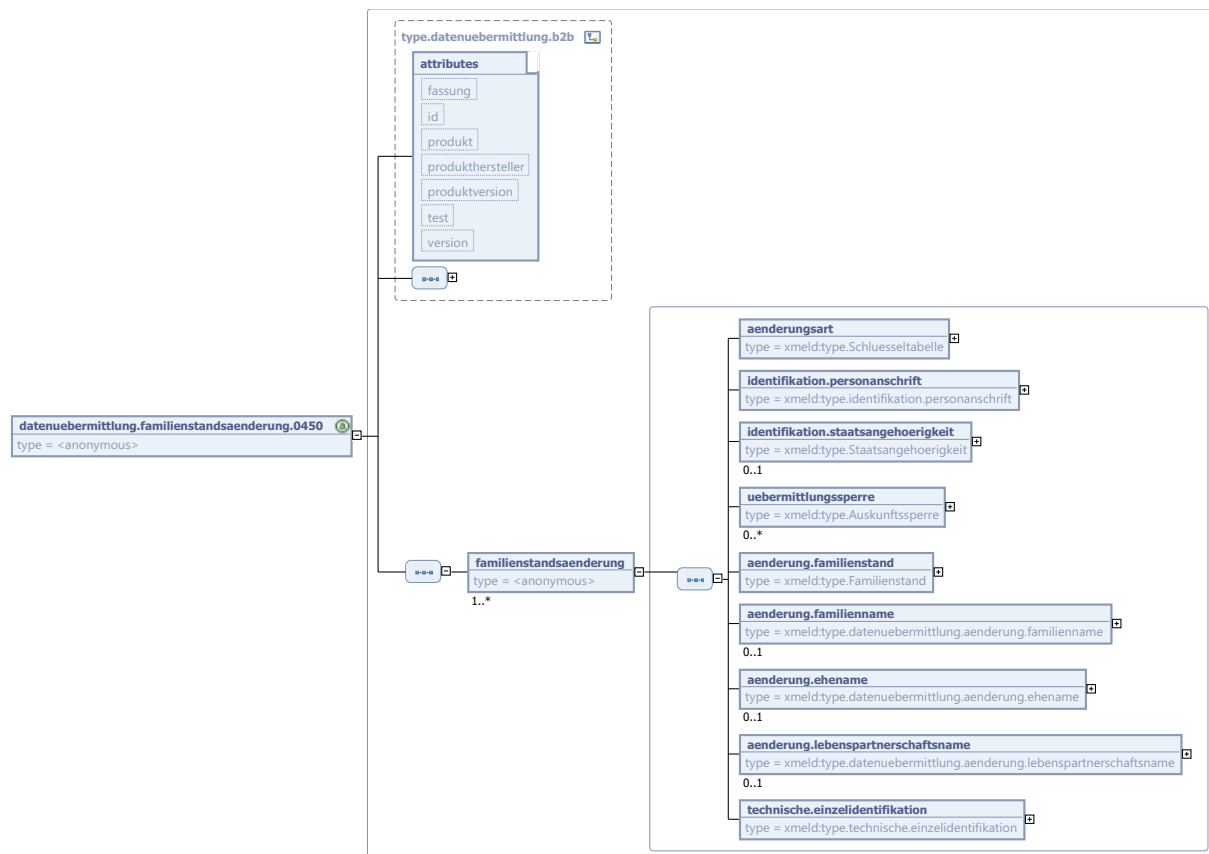 type.datenuebermittlung.b2b
attributes
fassung
id
produkt
produkthersteller
produktversion
test
version
datenuebermittlung.familienstandsaenderung.0450 a
type = <anonymous>
familienstandsaenderung
type = <anonymous>
1..*
aenderungsart
type = xmeld:type.Schluesseltabelle
identifikation.personanschrift
type = xmeld:type.identifikation.personanschrift
identifikation.staatsangehoerigkeit
type = xmeld:type.Staatsangehoerigkeit
0..1
uebermittlungssperre
type = xmeld:type.Auskunftssperre
0..*
aenderung.familienstand
type = xmeld:type.Familienstand
aenderung.familienname
type = xmeld:type.datenuebermittlung.aenderung.familienname
0..1
aenderung.ehename
type = xmeld:type.datenuebermittlung.aenderung.ehename
0..1
aenderung.lebenspartnerschaftsname
type = xmeld:type.datenuebermittlung.aenderung.lebenspartnerschaftsname
0..1
technische.einzelidentifikation
type = xmeld:type.technische.einzelidentifikation